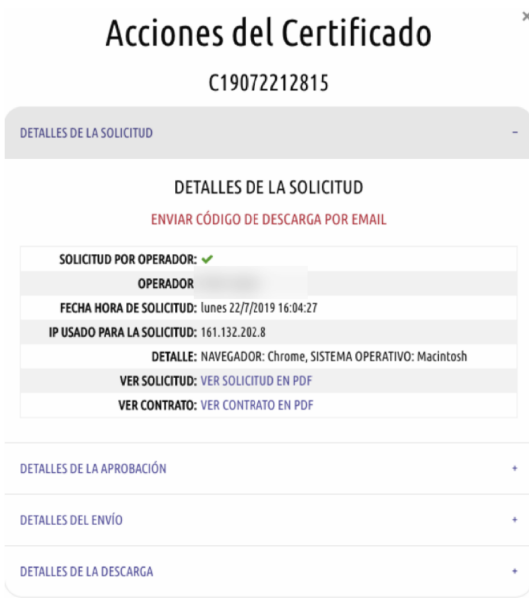 ×
Acciones del Certificado
C19072212815
DETALLES DE LA SOLICITUD -
DETALLES DE LA SOLICITUD
ENVIAR CÓDIGO DE DESCARGA POR EMAIL
SOLICITUD POR OPERADOR: ✔
OPERADOR
FECHA HORA DE SOLICITUD: lunes 22/7/2019 16:04:27
IP USADO PARA LA SOLICITUD: 161.132.202.8
DETALLE: NAVEGADOR: Chrome, SISTEMA OPERATIVO: Macintosh
VER SOLICITUD: VER SOLICITUD EN PDF
VER CONTRATO: VER CONTRATO EN PDF
DETALLES DE LA APROBACIÓN +
DETALLES DEL ENVÍO +
DETALLES DE LA DESCARGA +